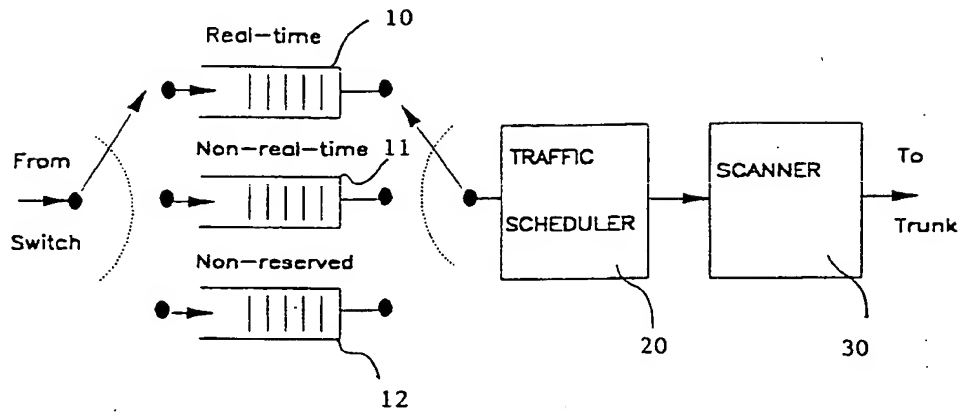 10
Real-time
From
Switch
Non-real-time
11
Non-reserved
12
TRAFFIC
SCHEDULER
20
SCANNER
30
To
Trunk